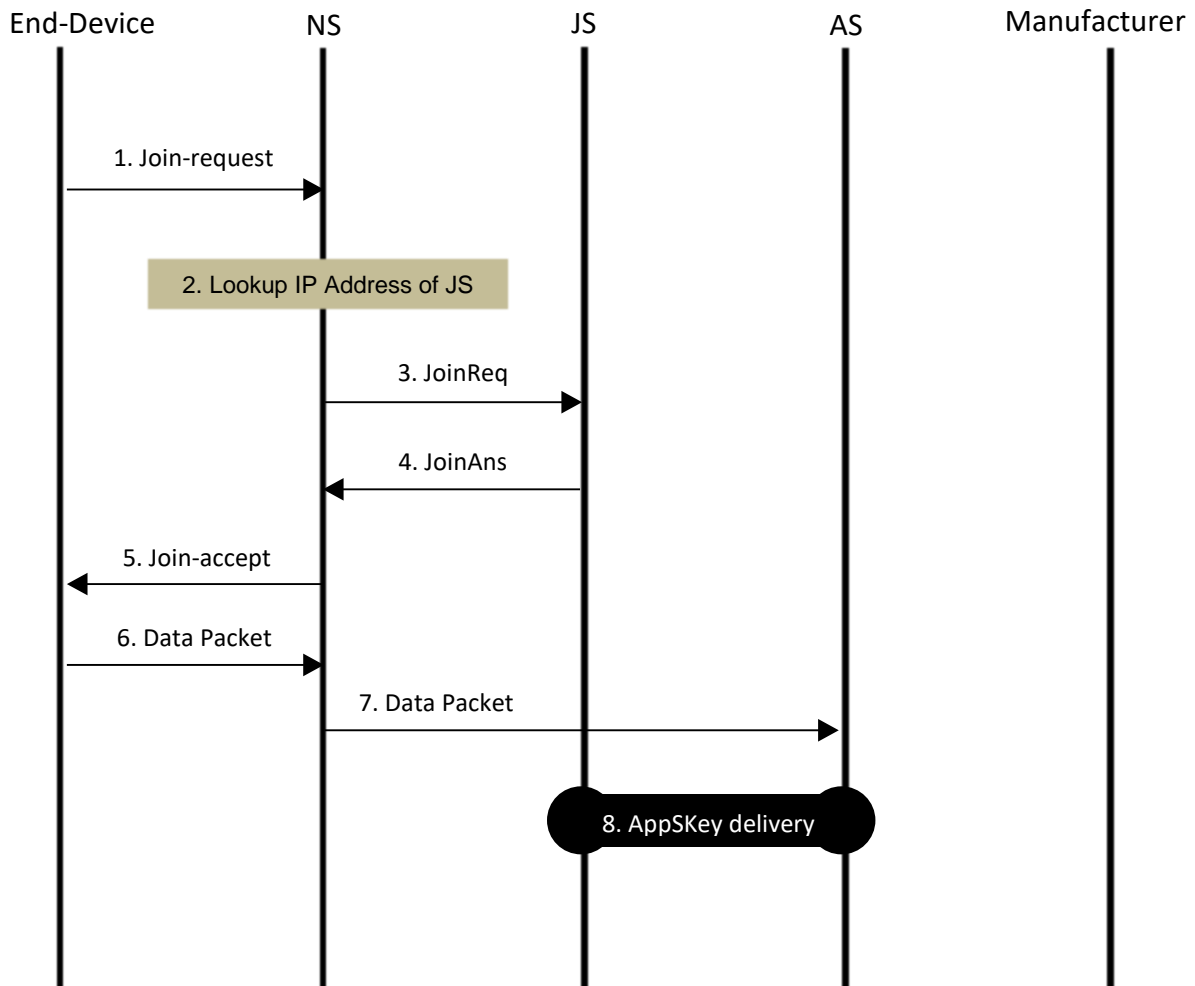 End-Device
NS
JS
AS
Manufacturer
1. Join-request
2. Lookup IP Address of JS
3. JoinReq
4. JoinAns
5. Join-accept
6. Data Packet
7. Data Packet
8. AppSKey delivery